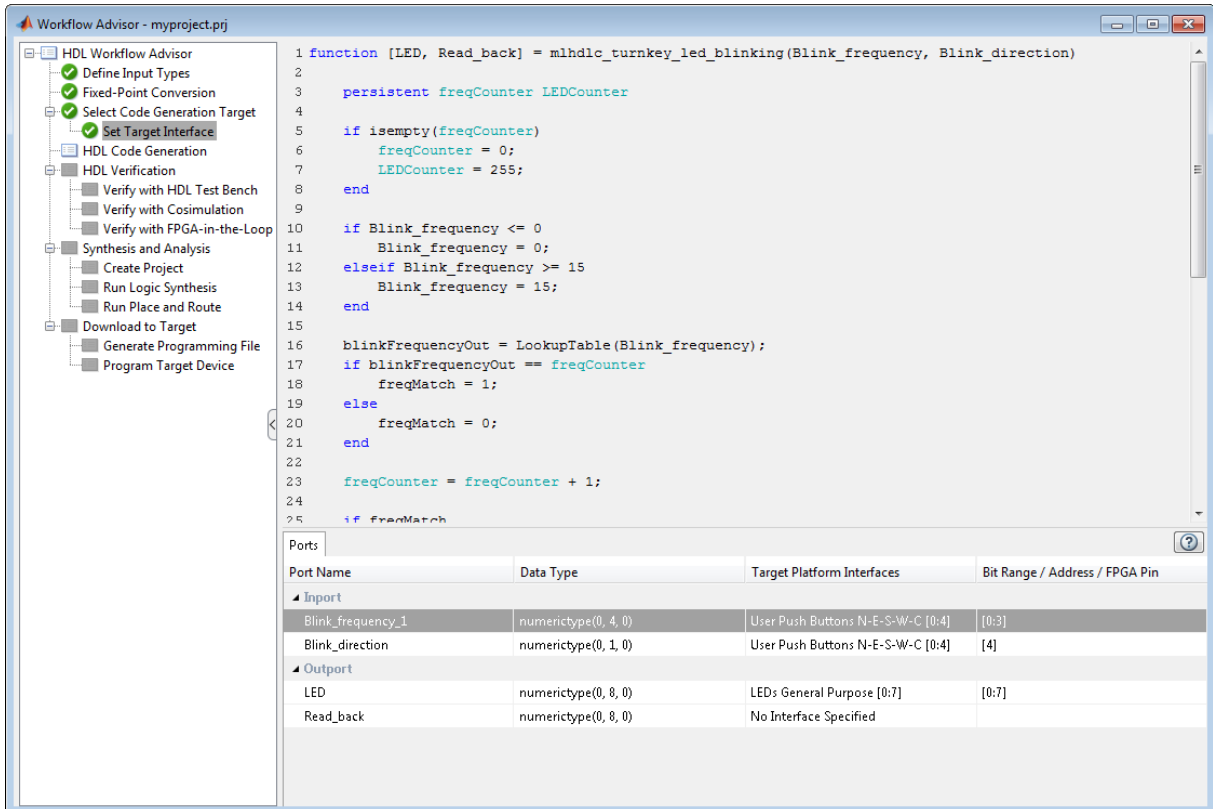 Workflow Advisor - myproject.prj
HDL Workflow Advisor
Define Input Types
Fixed-Point Conversion
Select Code Generation Target
Set Target Interface
HDL Code Generation
HDL Verification
Verify with HDL Test Bench
Verify with Cosimulation
Verify with FPGA-in-the-Loop
Synthesis and Analysis
Create Project
Run Logic Synthesis
Run Place and Route
Download to Target
Generate Programming File
Program Target Device
1 function [LED, Read_back] = mlhdlc_turnkey_led_blinking(Blink_frequency, Blink_direction)
2
3 persistent freqCounter LEDCounter
4
5 if isempty(freqCounter)
6 freqCounter = 0;
7 LEDCounter = 255;
8 end
9
10 if Blink_frequency <= 0
11 Blink_frequency = 0;
12 elseif Blink_frequency >= 15
13 Blink_frequency = 15;
14 end
15
16 blinkFrequencyOut = LookupTable(Blink_frequency);
17 if blinkFrequencyOut == freqCounter
18 freqMatch = 1;
19 else
20 freqMatch = 0;
21 end
22
23 freqCounter = freqCounter + 1;
24
25 if freqMatch
Ports
Port Name Data Type Target Platform Interfaces Bit Range / Address / FPGA Pin
Inport
Blink_frequency_1 numerictype(0, 4, 0) User Push Buttons N-E-S-W-C [0:4] [0:3]
Blink_direction numerictype(0, 1, 0) User Push Buttons N-E-S-W-C [0:4] [4]
Outport
LED numerictype(0, 8, 0) LEDs General Purpose [0:7] [0:7]
Read_back numerictype(0, 8, 0) No Interface Specified